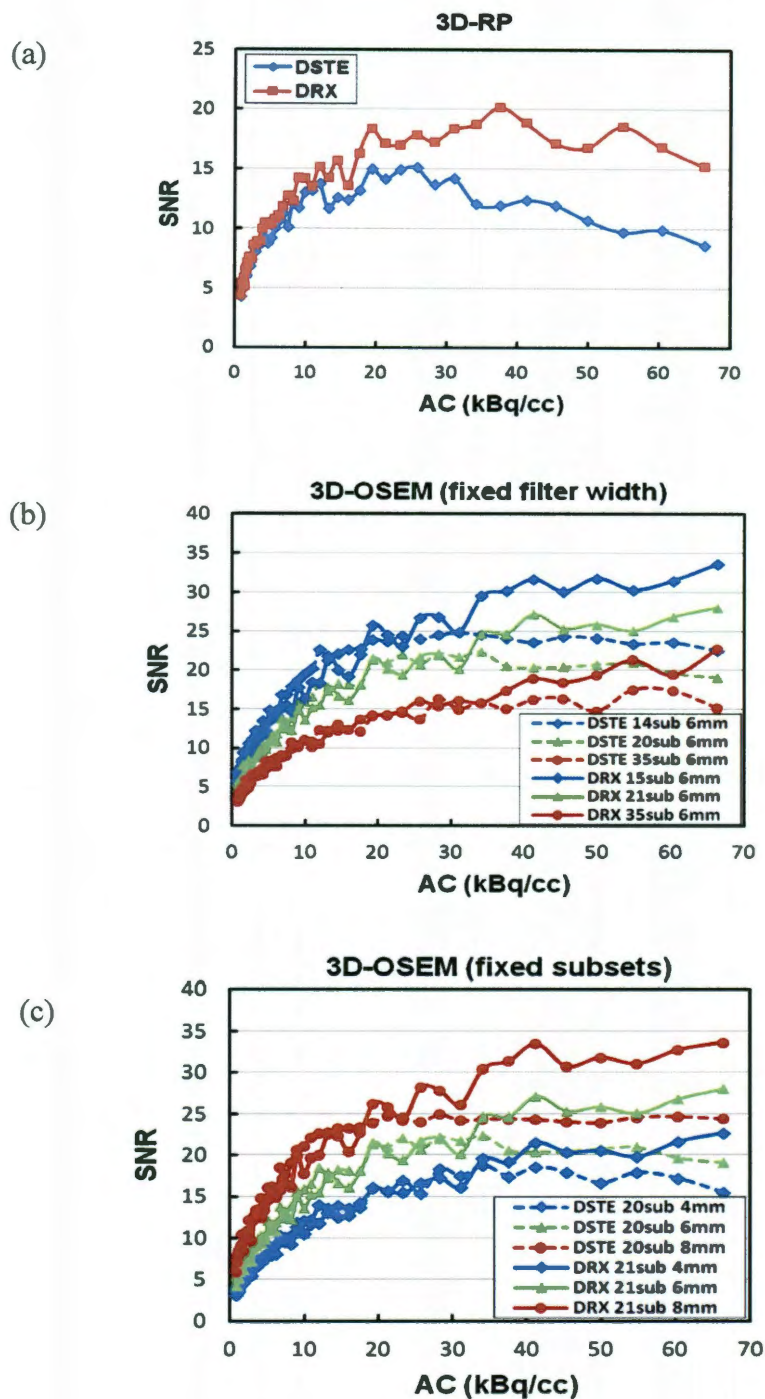 (a)
3D-RP
25
20
15
10
5
0
SNR
DSTE
DRX
0 10 20 30 40 50 60 70
AC (kBq/cc)
(b)
3D-OSEM (fixed filter width)
40
35
30
25
20
15
10
5
0
SNR
DSTE 14sub 6mm
DSTE 20sub 6mm
DSTE 35sub 6mm
DRX 15sub 6mm
DRX 21sub 6mm
DRX 35sub 6mm
0 10 20 30 40 50 60 70
AC (kBq/cc)
(c)
3D-OSEM (fixed subsets)
40
35
30
25
20
15
10
5
0
SNR
DSTE 20sub 4mm
DSTE 20sub 6mm
DSTE 20sub 8mm
DRX 21sub 4mm
DRX 21sub 6mm
DRX 21sub 8mm
0 10 20 30 40 50 60 70
AC (kBq/cc)